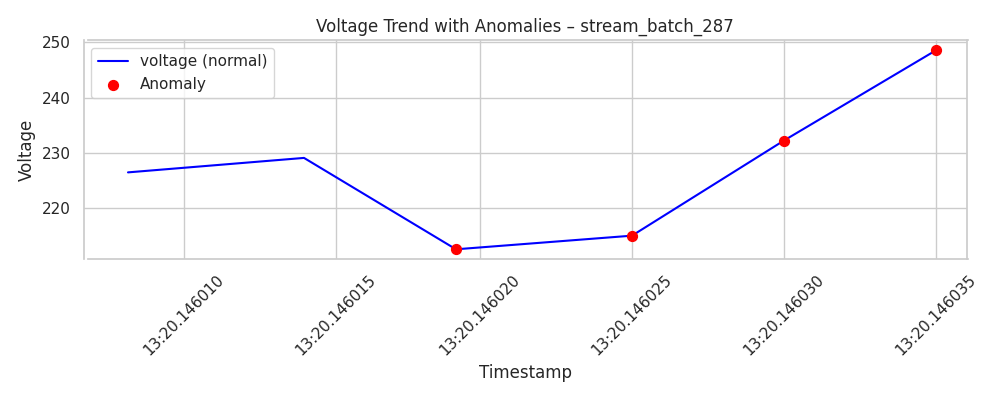 Voltage Trend with Anomalies – stream_batch_287
voltage (normal)
Anomaly
Voltage
250
240
230
220
13:20.146010
13:20.146015
13:20.146020
13:20.146025
13:20.146030
13:20.146035
Timestamp